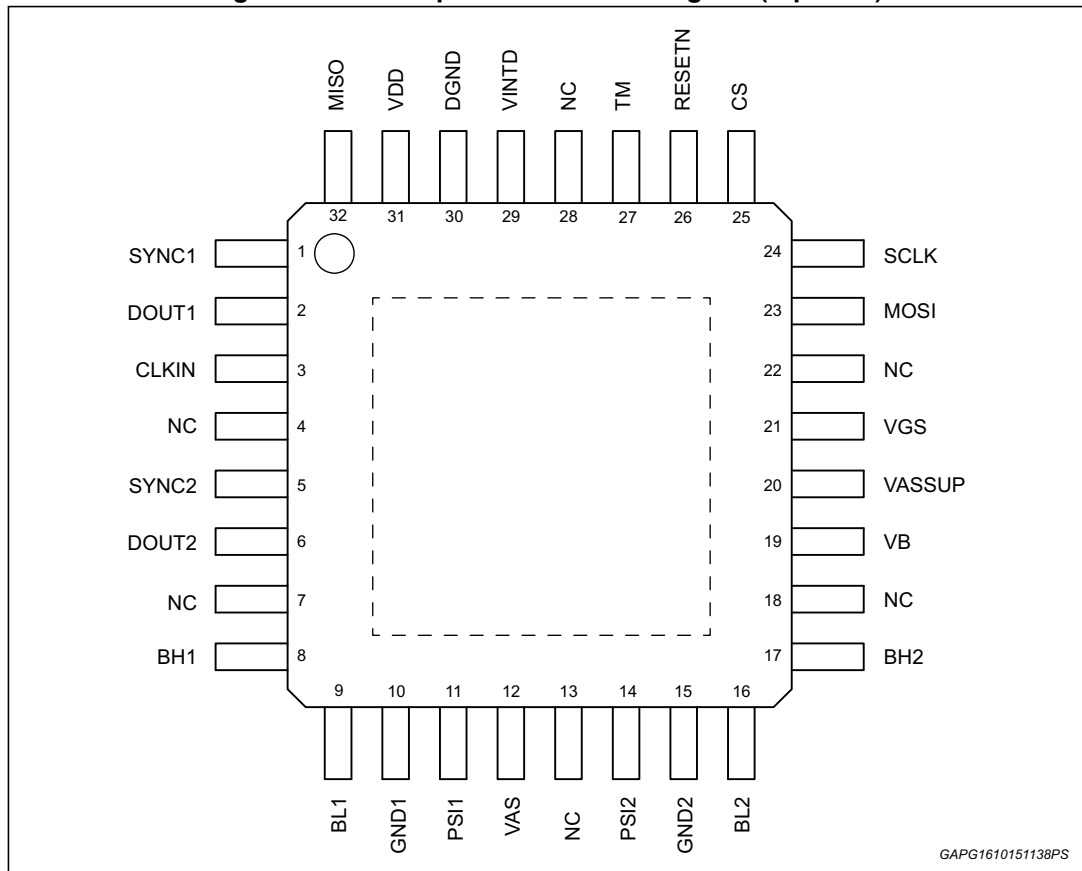 MISO
VDD
DGND
VINTD
NC
TM
RESETN
CS
32
31
30
29
28
27
26
25
SYNC1 1
24 SCLK
DOUT1 2
23 MOSI
CLKIN 3
22 NC
NC 4
21 VGS
SYNC2 5
20 VASSUP
DOUT2 6
19 VB
NC 7
18 NC
BH1 8
17 BH2
9
10
11
12
13
14
15
16
BL1
GND1
PSI1
VAS
NC
PSI2
GND2
BL2
GAPG1610151138PS